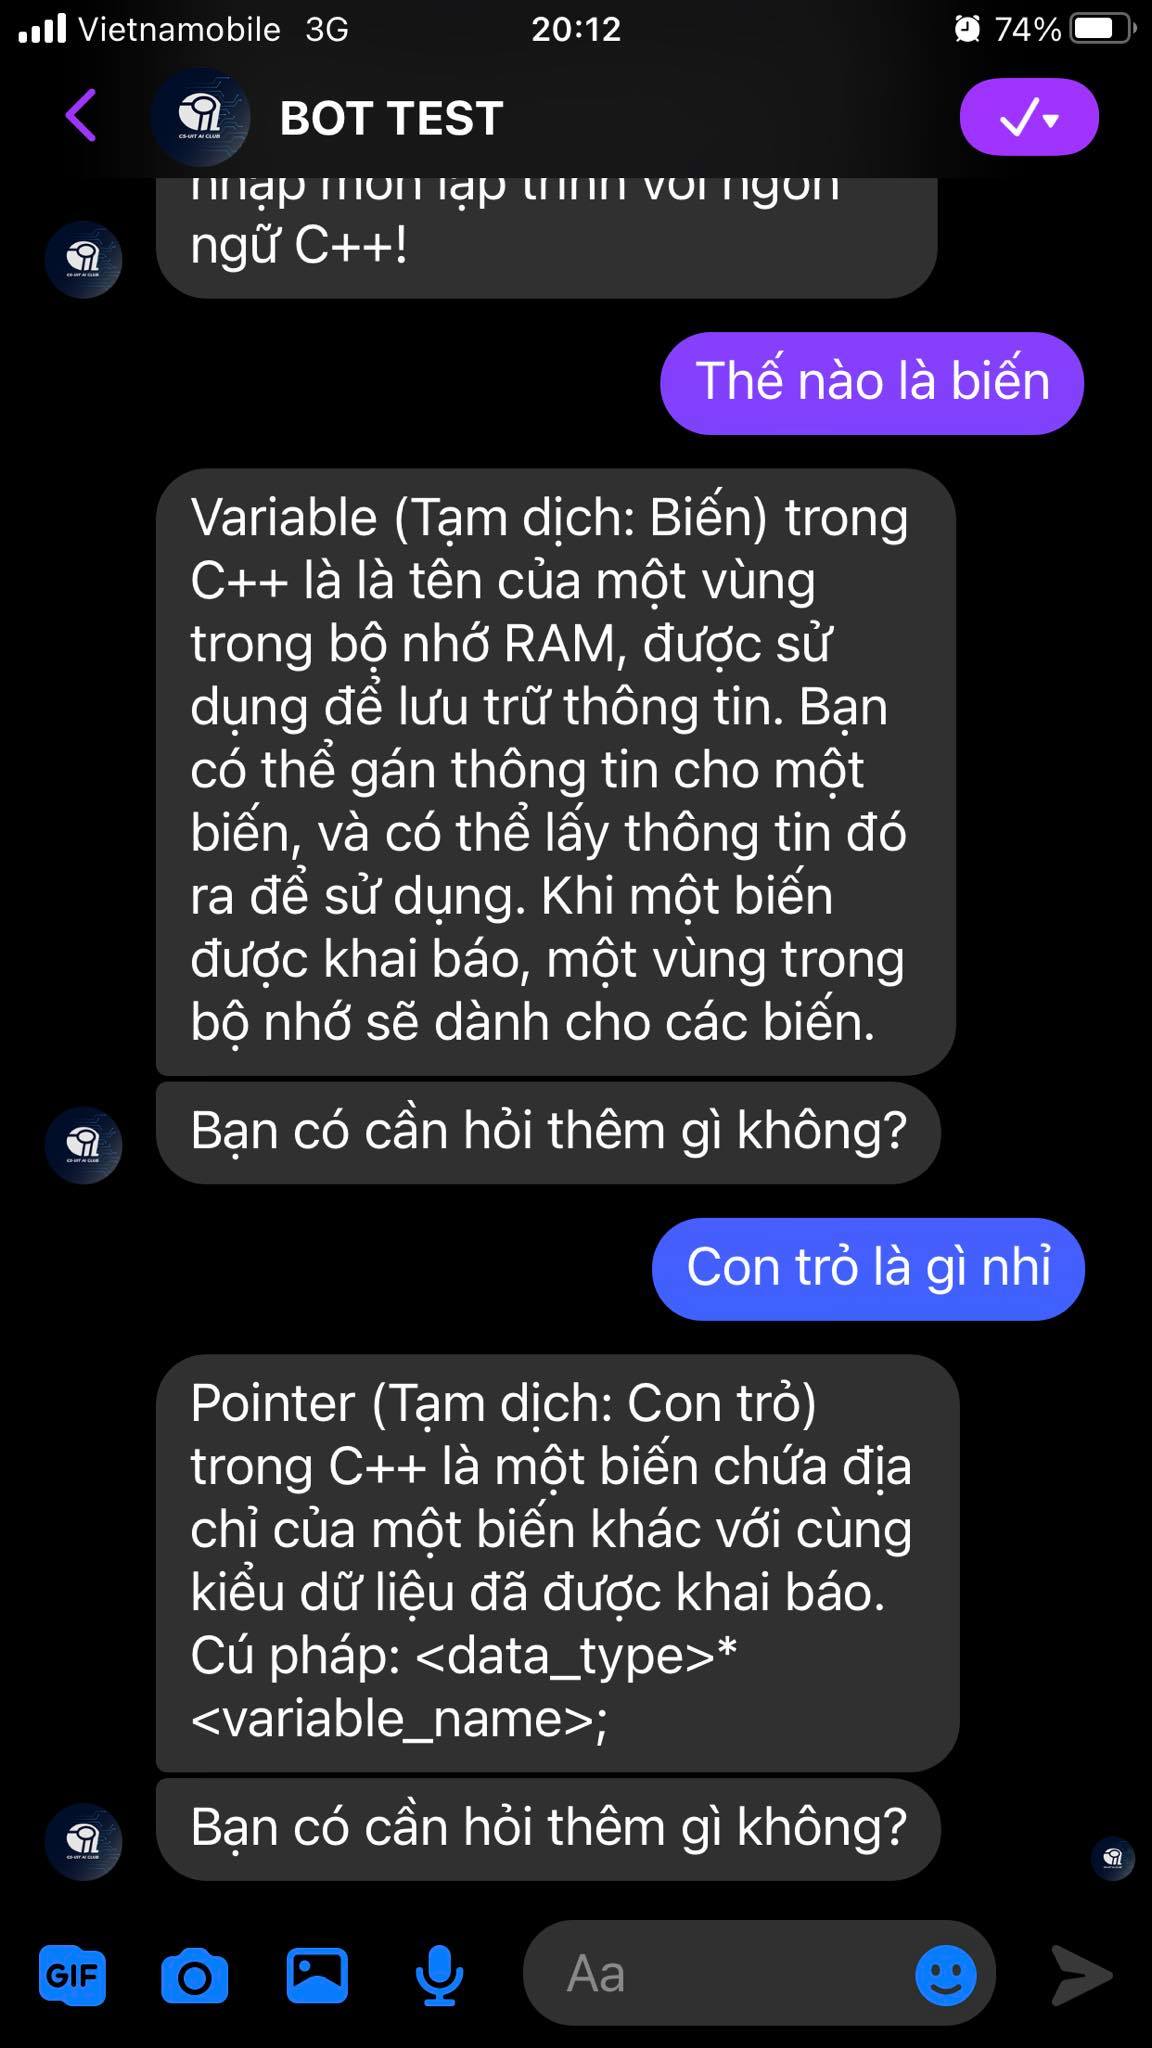 Vietnamobile 3G
20:12
74%
BOT TEST
nhập môn lập trình với ngôn
ngữ C++!
Thế nào là biến
Variable (Tạm dịch: Biến) trong
C++ là là tên của một vùng
trong bộ nhớ RAM, được sử
dụng để lưu trữ thông tin. Bạn
có thể gán thông tin cho một
biến, và có thể lấy thông tin đó
ra để sử dụng. Khi một biến
được khai báo, một vùng trong
bộ nhớ sẽ dành cho các biến.
Bạn có cần hỏi thêm gì không?
Con trỏ là gì nhỉ
Pointer (Tạm dịch: Con trỏ)
trong C++ là một biến chứa địa
chỉ của một biến khác với cùng
kiểu dữ liệu đã được khai báo.
Cú pháp: <data_type>*
<variable_name>;
Bạn có cần hỏi thêm gì không?
GIF
Aa